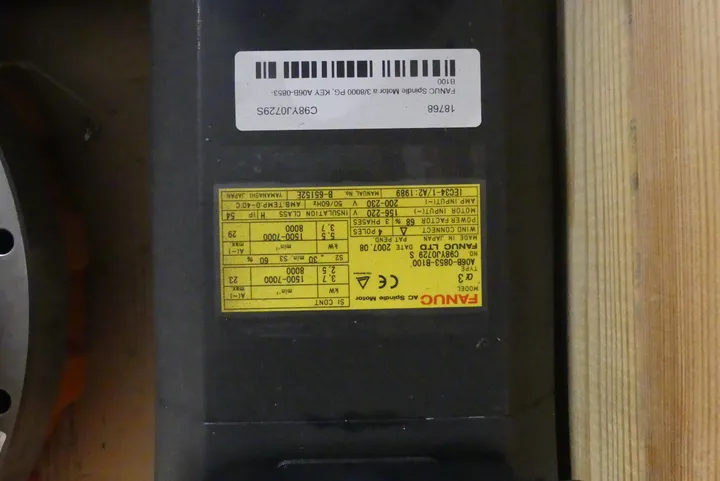 FANUC AC Spindle Motor
MODEL
α 3
TYPE
A06B-0853-B100
NO. C98YJ0729 S
FANUC LTD DATE 2007.08
MADE IN JAPAN PAT PEND.
WIND CONNECT 4 POLES
POWER FACTOR 68 % 3 PHASES
MOTOR INPUT(~) 156-220 V
AMP INPUT(~) 200-230 V
IEC34-1/A2:1989
S1 CONT
kW min⁻¹ A(~) max
3.7 1500-7000 23
2.5 8000
S2 - 30 min/S3 60 %
kW min⁻¹ A(~) max
5.5 1500-7000 29
3.7 8000
INSULATION CLASS H IP 54
50/60Hz AMB.TEMP.0-40°C
MANUAL No. B-65152E YAMANASHI JAPAN
18768 C98YJ0729S
FANUC Spindle Motor a 3/8000 PG, KEY A06B-0853-
B100